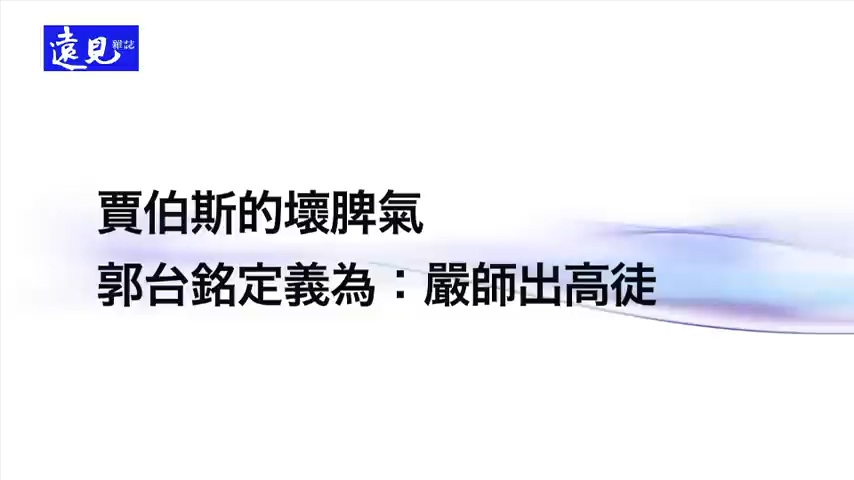 遠見雜誌
賈伯斯的壞脾氣
郭台銘定義為：嚴師出高徒